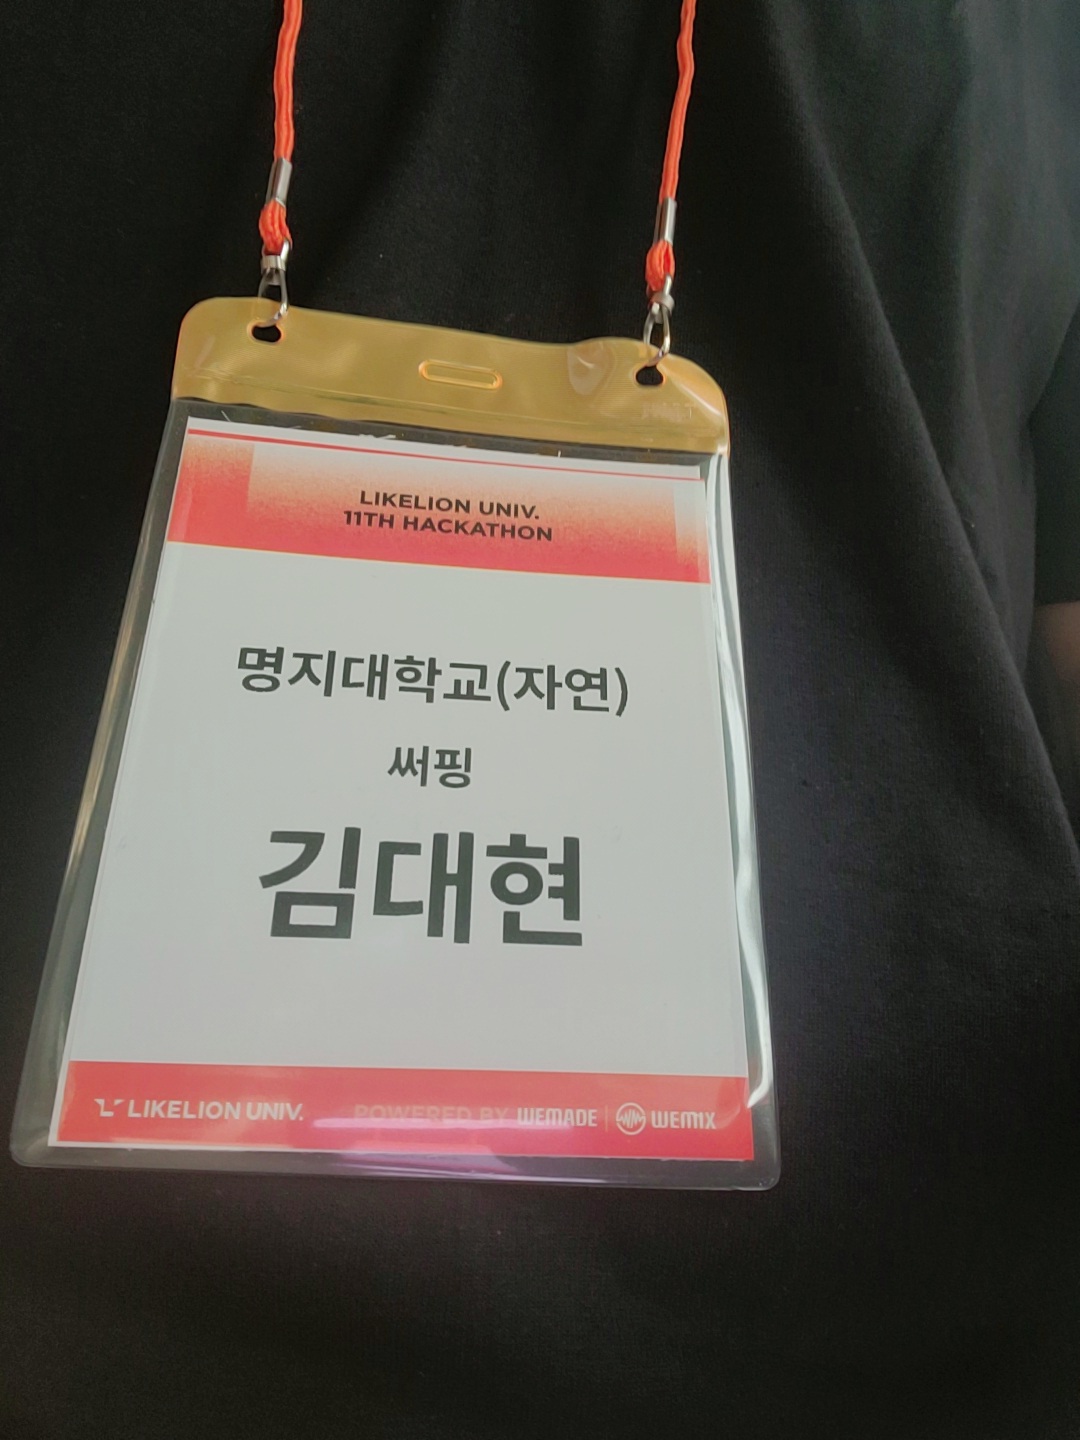 LIKELION UNIV.
11TH HACKATHON
명지대학교(자연)
써핑
김대현
LIKELION UNIV. POWERED BY WEMADE WEMIX